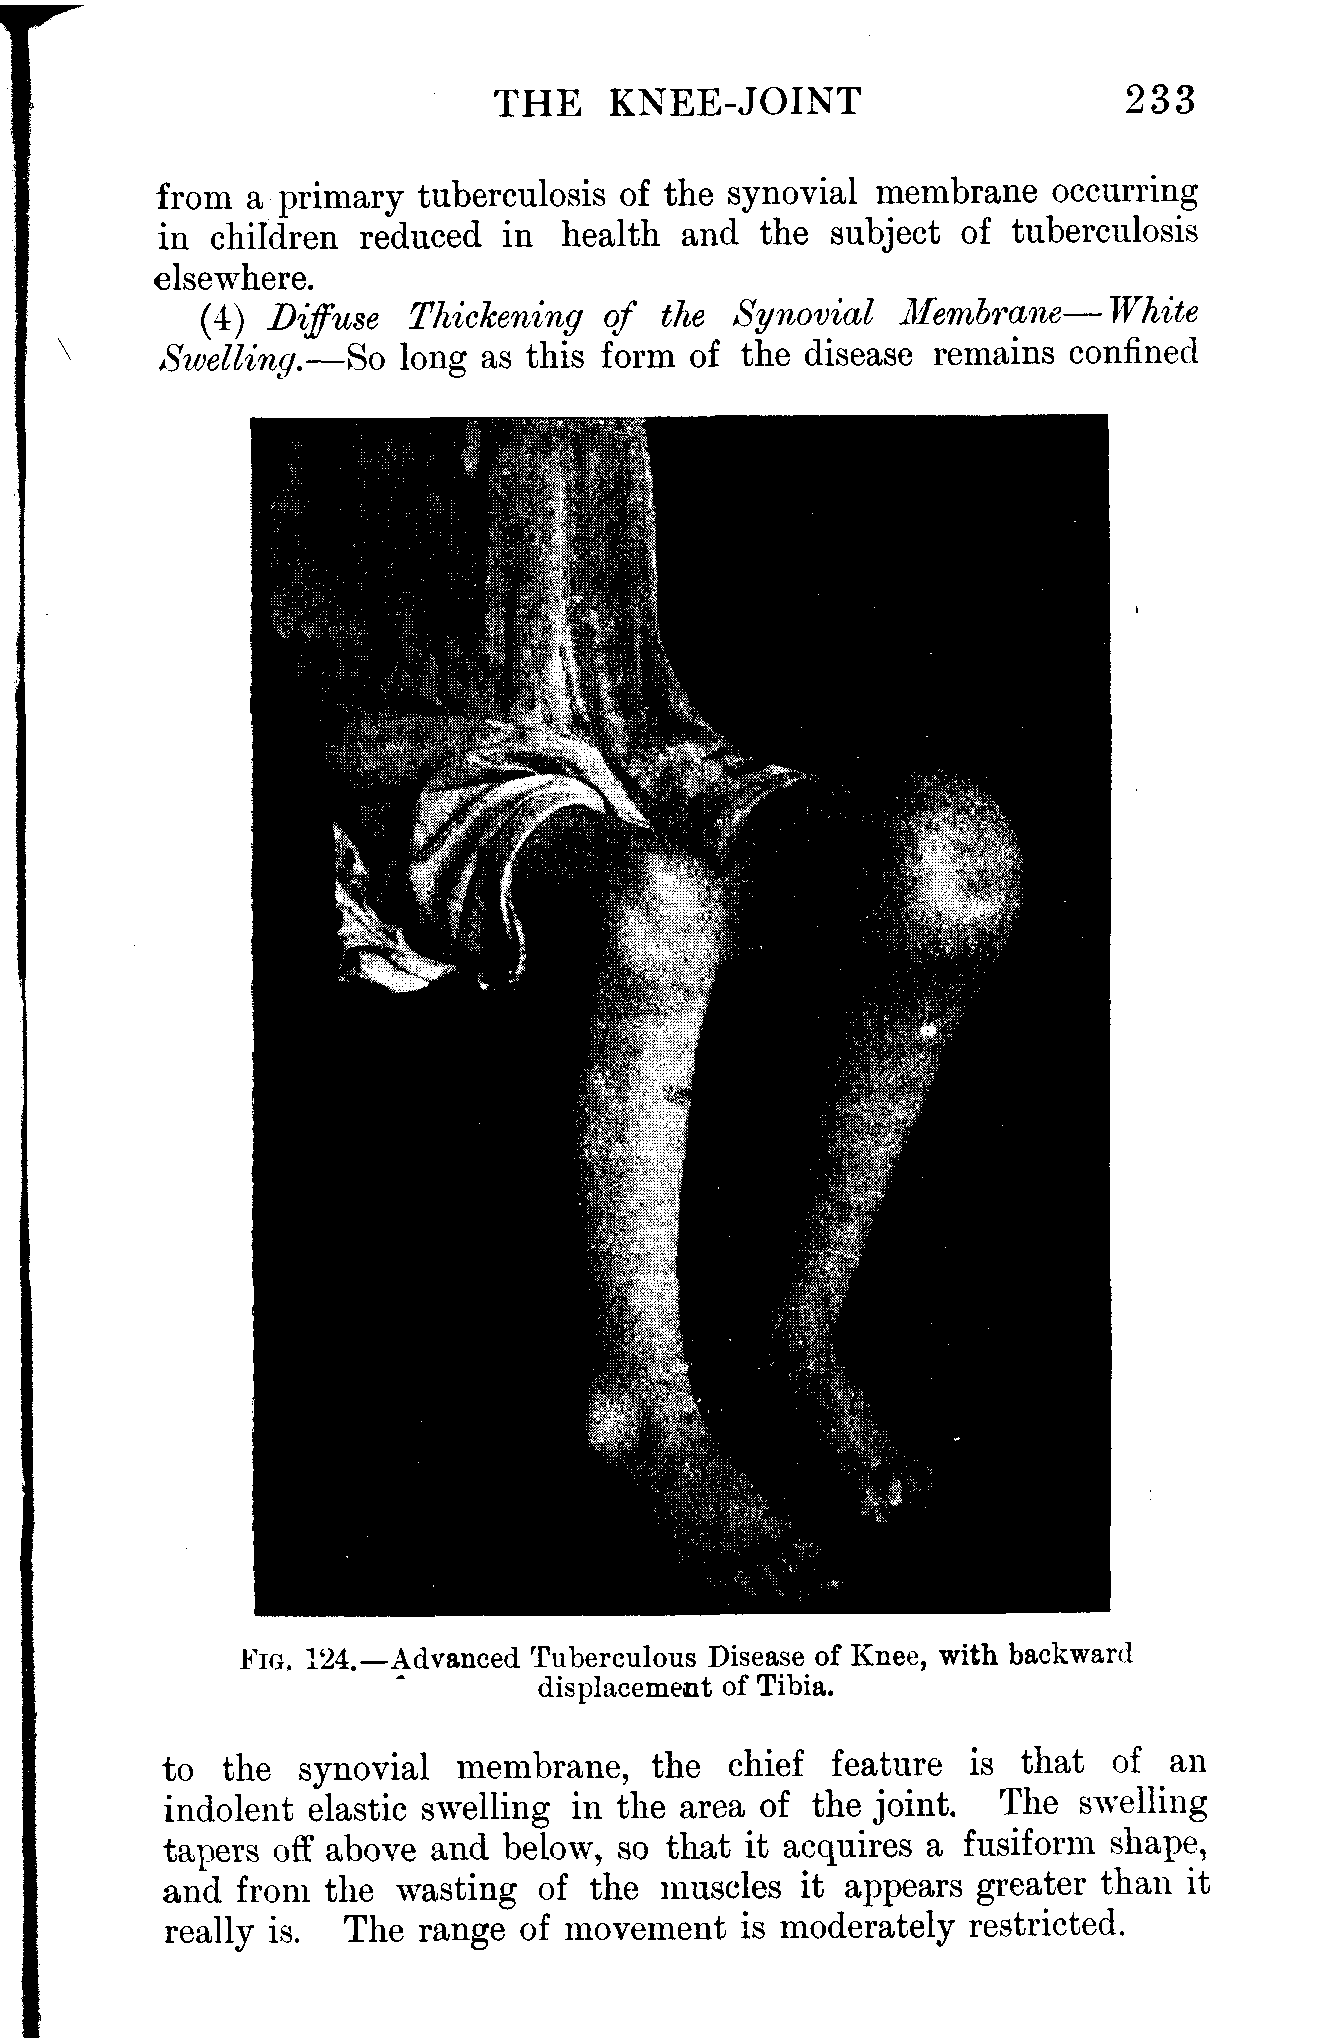 THE KNEE-JOINT 233
from a primary tuberculosis of the synovial membrane occurring
in children reduced in health and the subject of tuberculosis
elsewhere.
(4) Diffuse Thickening of the Synovial Membrane—White
Swelling.—So long as this form of the disease remains confined
FIG. 124.—Advanced Tuberculous Disease of Knee, with backward
displacement of Tibia.
to the synovial membrane, the chief feature is that of an
indolent elastic swelling in the area of the joint. The swelling
tapers off above and below, so that it acquires a fusiform shape,
and from the wasting of the muscles it appears greater than it
really is. The range of movement is moderately restricted.